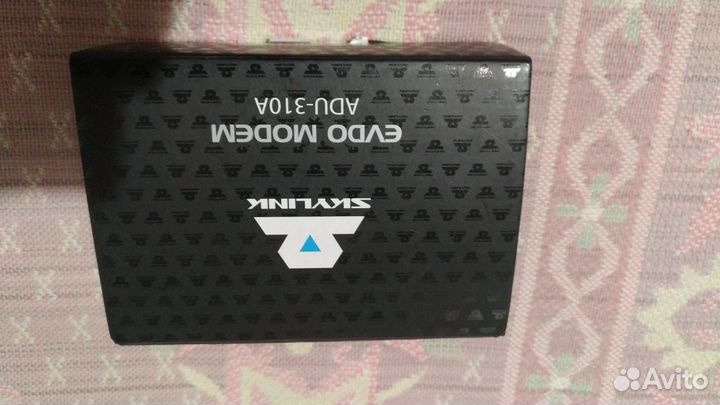 SKYLINK
EVDO MODEM
ADU-310A
Avito